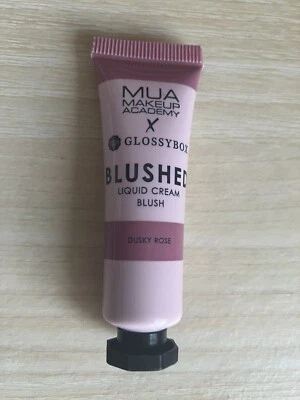 MUA
MAKEUP
ACADEMY
X
GLOSSYBOX
BLUSHED
LIQUID CREAM
BLUSH
DUSKY ROSE